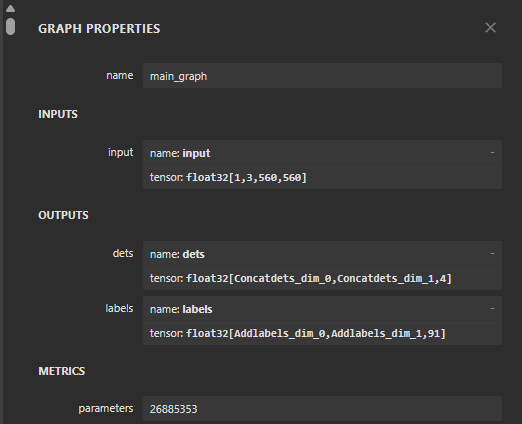 GRAPH PROPERTIES
name main_graph
INPUTS
input name: input -
tensor: float32[1,3,560,560]
OUTPUTS
dets name: dets -
tensor: float32[Concatdets_dim_0,Concatdets_dim_1,4]
labels name: labels -
tensor: float32[Addlabels_dim_0,Addlabels_dim_1,91]
METRICS
parameters 26885353